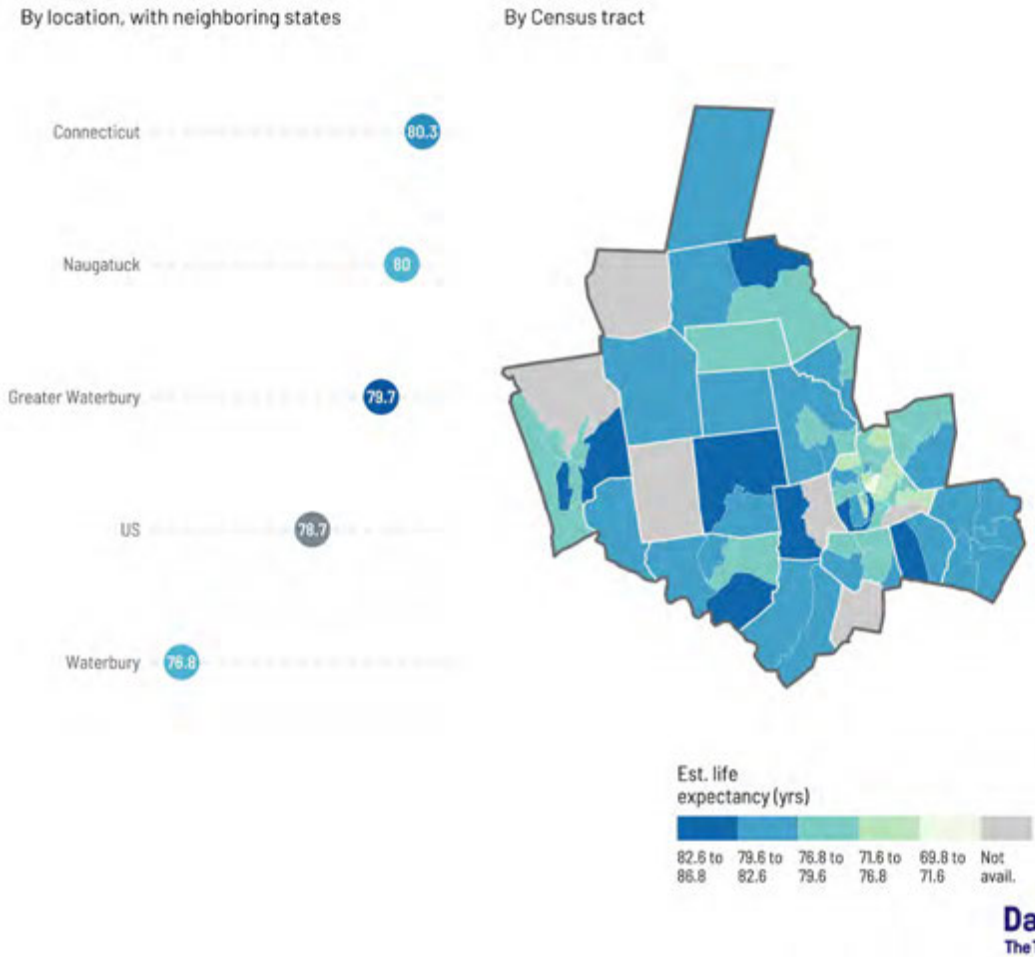 By location, with neighboring states
By Census tract
Connecticut
80.3
Naugatuck
80
Greater Waterbury
79.7
US
78.7
Waterbury
76.8
Est. life
expectancy (yrs)
82.6 to
86.8
79.6 to
82.6
76.8 to
79.6
71.6 to
76.8
69.8 to
71.6
Not
avail.
Da
The